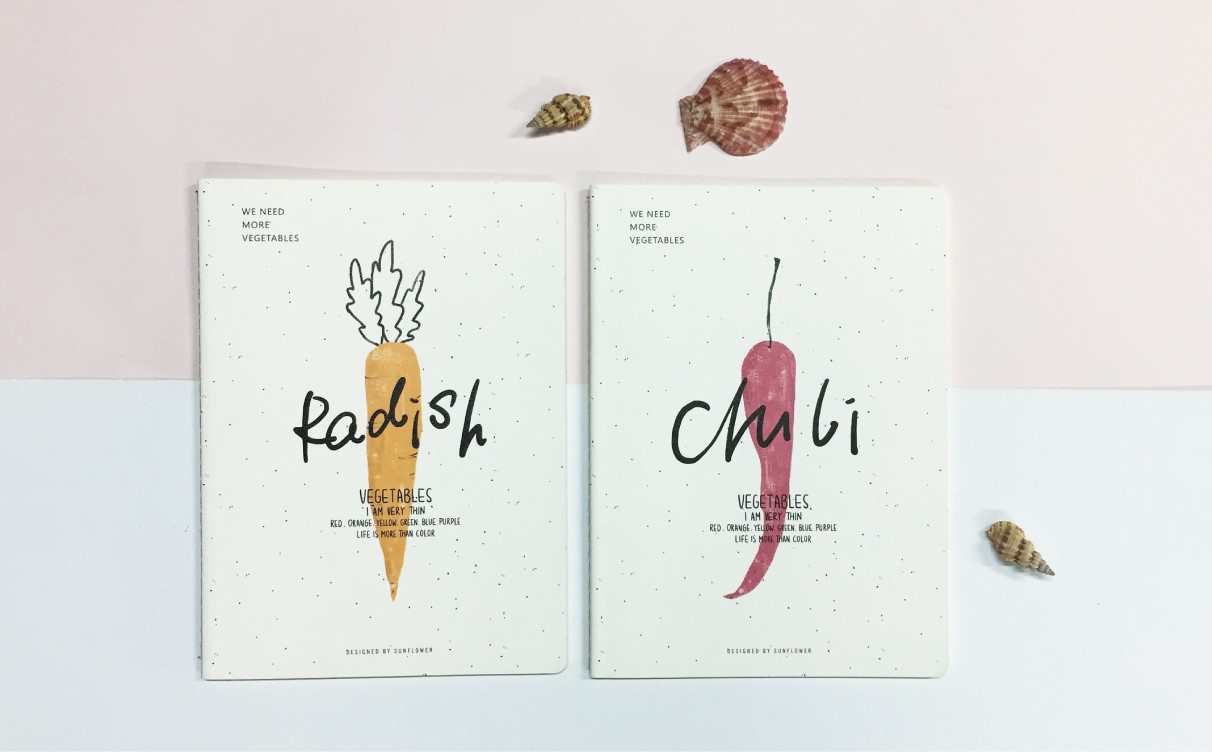 WE NEED
MORE
VEGETABLES
Radish
VEGETABLES
I AM VERY THIN
RED. ORANGE. YELLOW. GREEN. BLUE PURPLE
LIFE IS MORE THAN COLOR
DESIGNED BY SUNFLOWER
WE NEED
MORE
VEGETABLES
Chili
VEGETABLES,
I AM VERY THIN
RED. ORANGE. YELLOW. GREEN. BLUE PURPLE
LIFE IS MORE THAN COLOR
DESIGNED BY SUNFLOWER